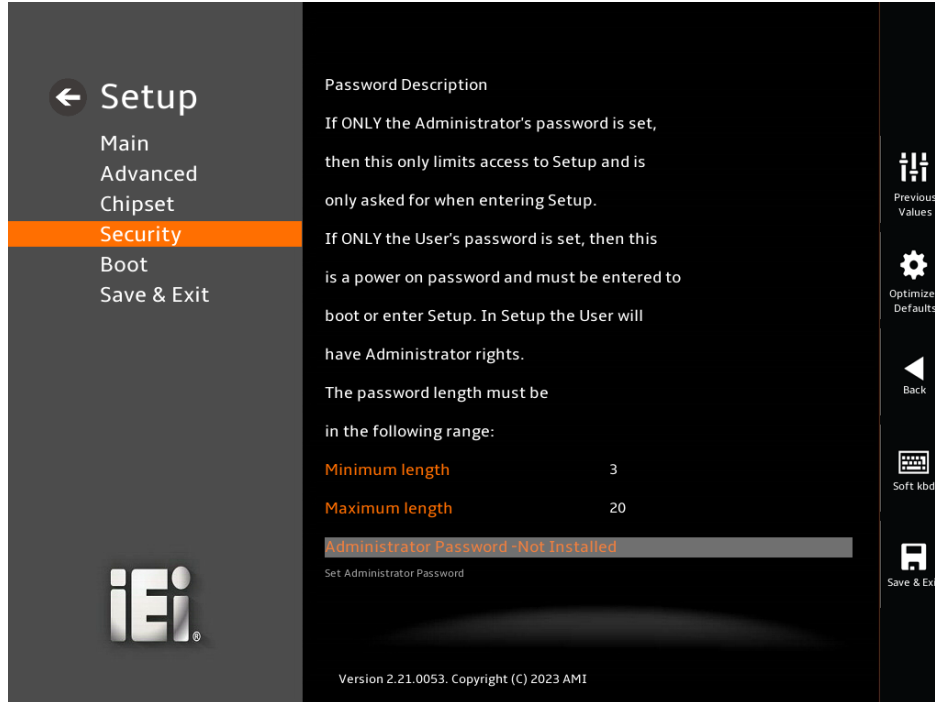 Setup
Main
Advanced
Chipset
Security
Boot
Save & Exit
iEi®
Password Description
If ONLY the Administrator's password is set,
then this only limits access to Setup and is
only asked for when entering Setup.
If ONLY the User's password is set, then this
is a power on password and must be entered to
boot or enter Setup. In Setup the User will
have Administrator rights.
The password length must be
in the following range:
Minimum length 3
Maximum length 20
Administrator Password -Not Installed
Set Administrator Password
Version 2.21.0053. Copyright (C) 2023 AMI
Previous
Values
Optimize
Defaults
Back
Soft kbd
Save & Exi